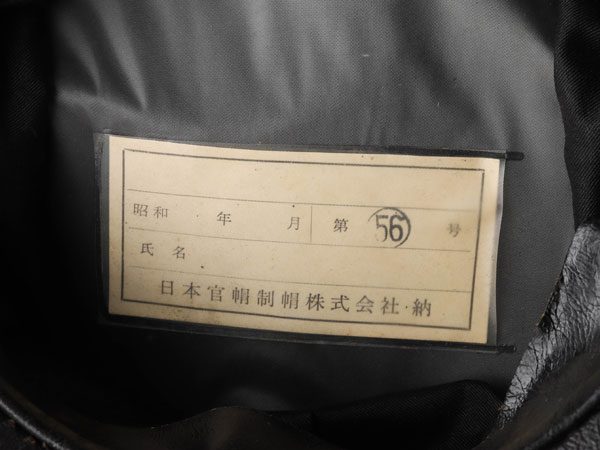 昭和 年 月 第 56 号
氏名
日本官帽制帽株式会社・納